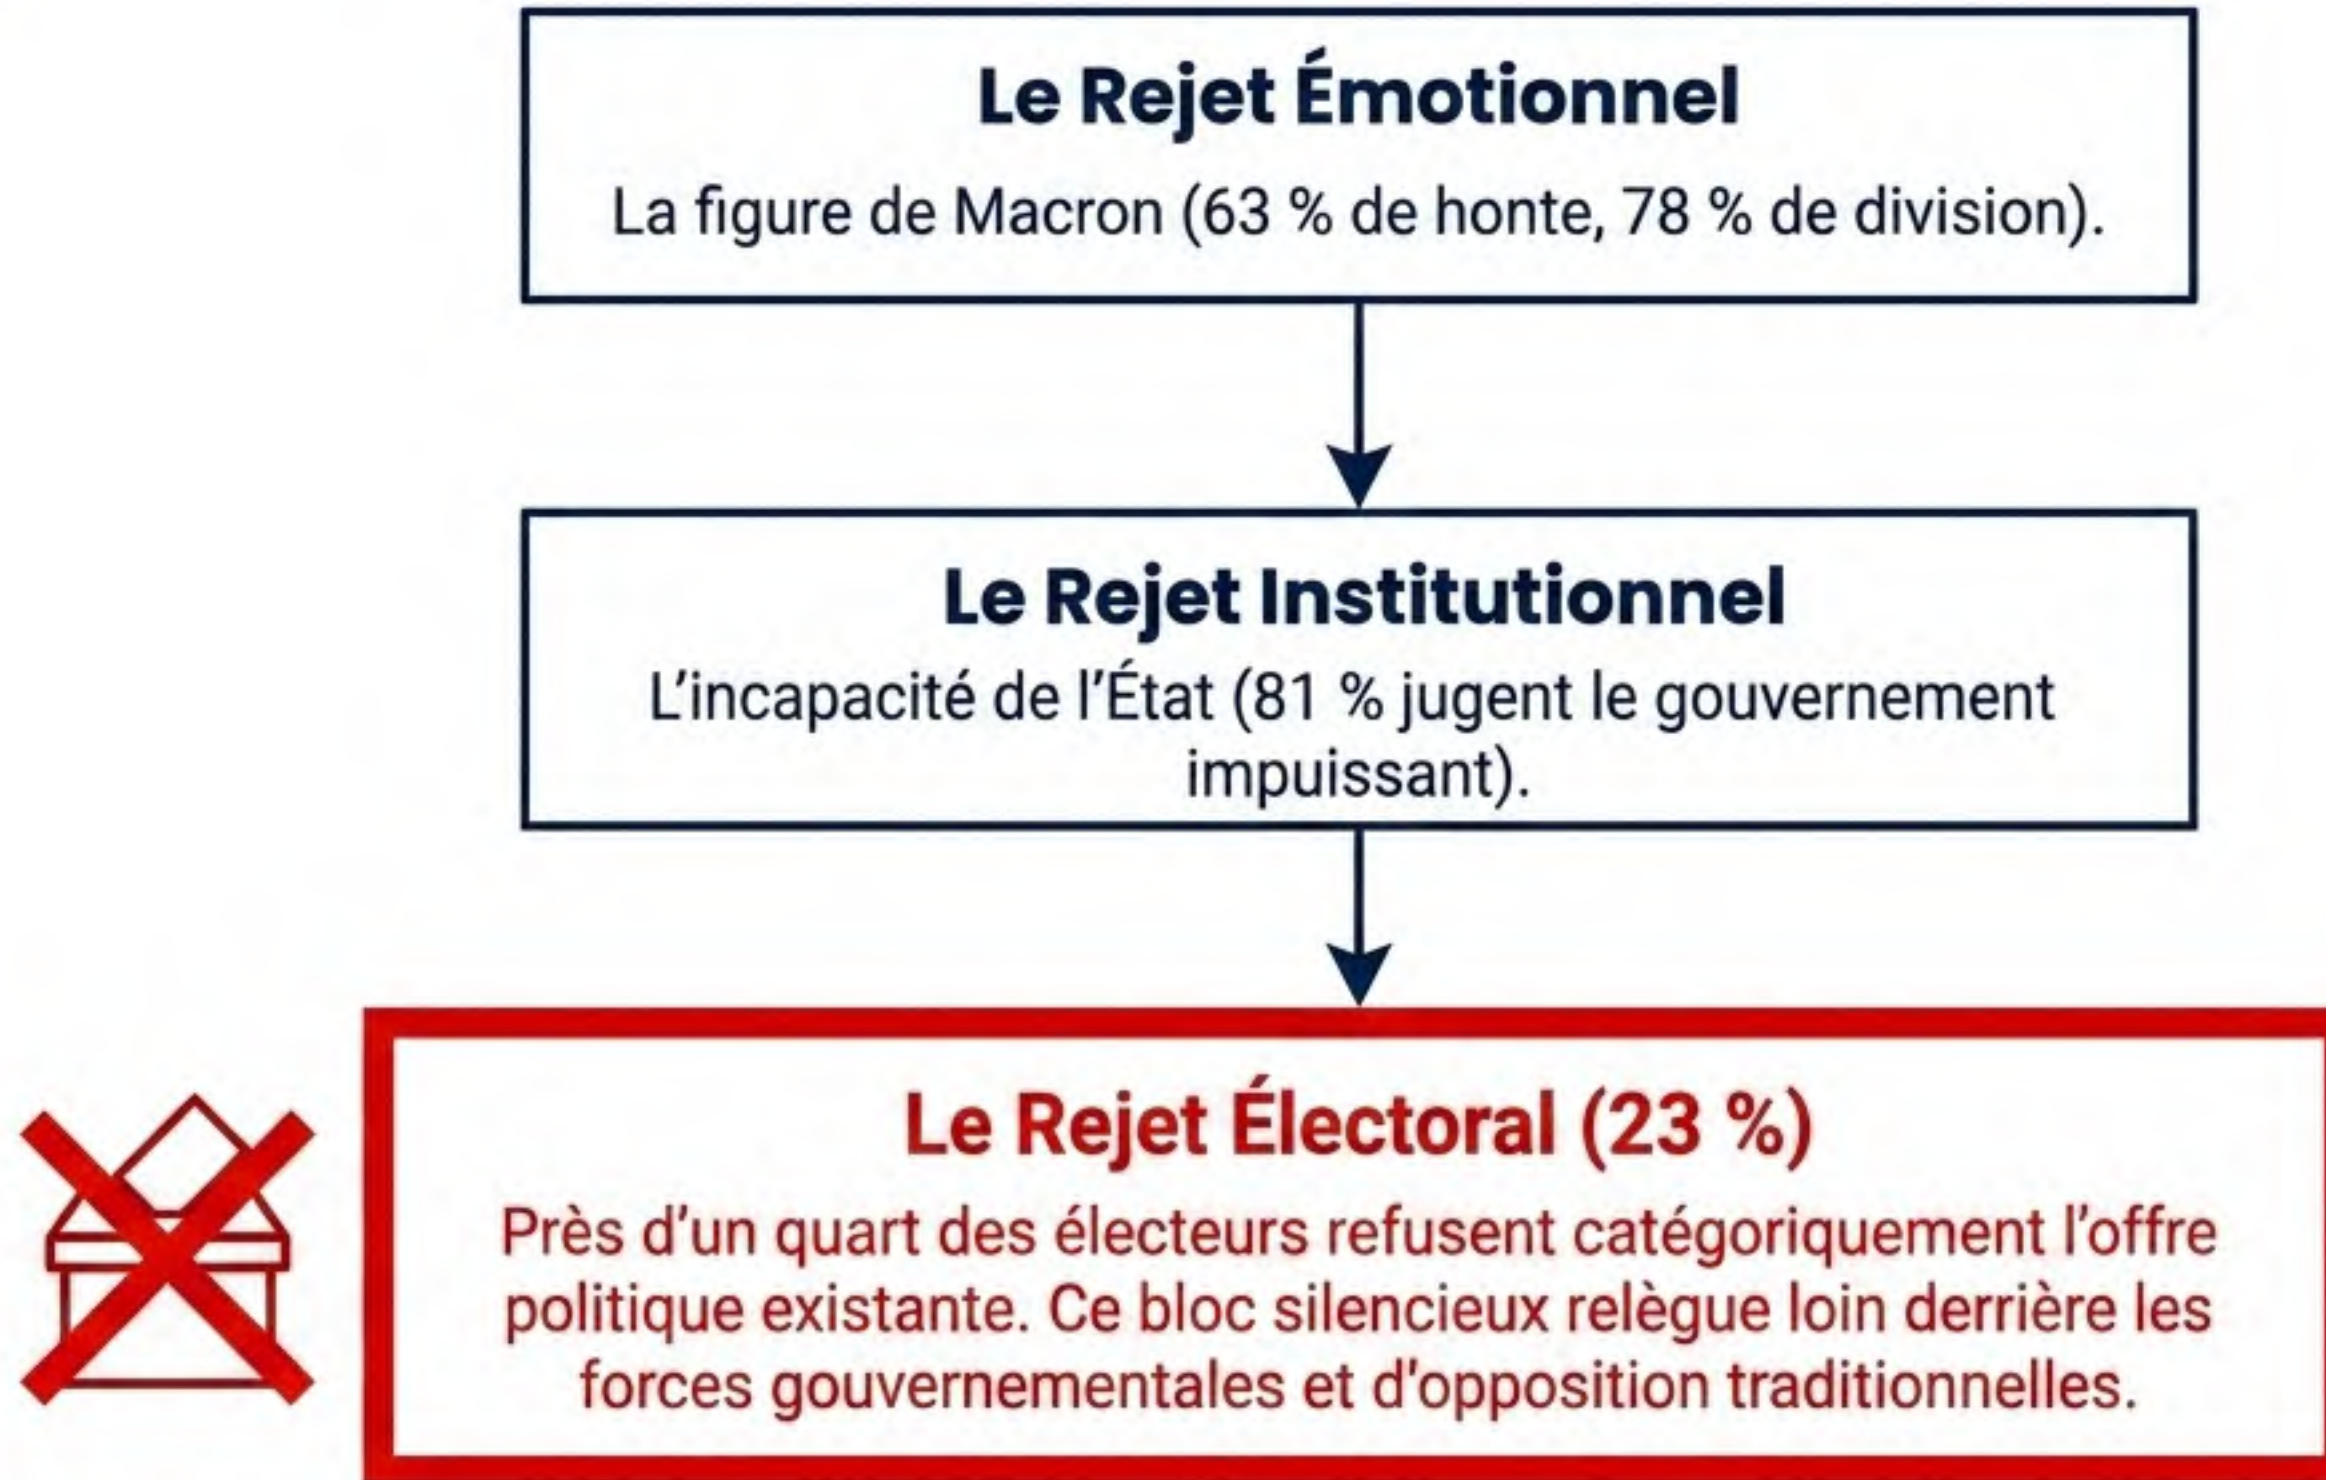 Le Rejet Émotionnel
La figure de Macron (63 % de honte, 78 % de division).
Le Rejet Institutionnel
L’incapacité de l’État (81 % jugent le gouvernement
impuissant).
Le Rejet Électoral (23 %)
Près d’un quart des électeurs refusent catégoriquement l’offre
politique existante. Ce bloc silencieux relègue loin derrière les
forces gouvernementales et d’opposition traditionnelles.